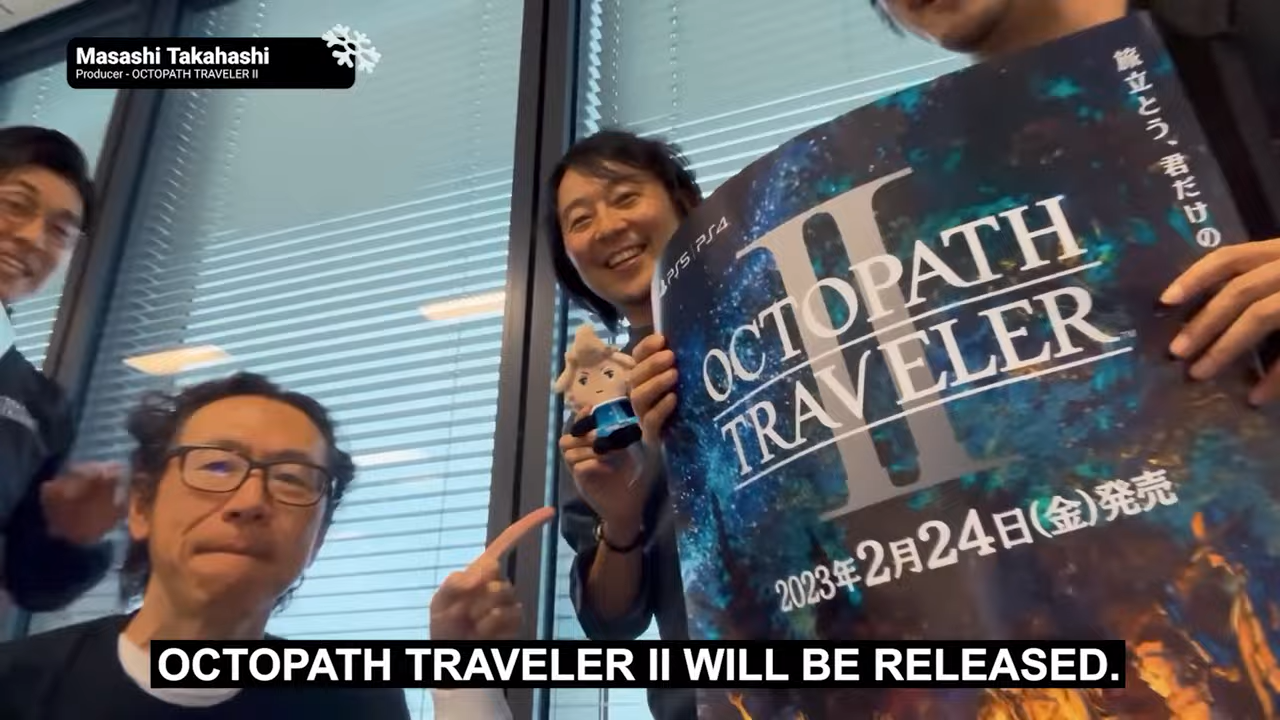 Masashi Takahashi
Producer - OCTOPATH TRAVELER II
旅立とう、君だけの
PS5 | PS4
II
OCTOPATH
TRAVELER™
2023年2月24日(金)発売
OCTOPATH TRAVELER II WILL BE RELEASED.